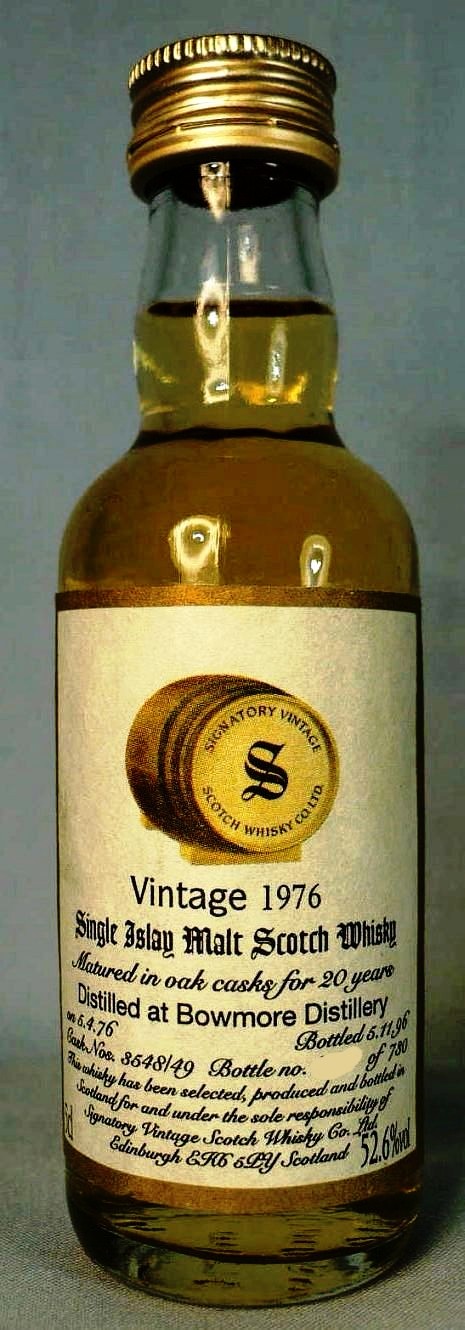 SIGNATORY VINTAGE
S
SCOTCH WHISKY CO. LTD.
Vintage 1976
Single Islay Malt Scotch Whisky
Matured in oak casks for 20 years
Distilled at Bowmore Distillery
on 5.4.76 Bottled 5.11.96
Cask Nos. 3548/49 Bottle no. of 780
This whisky has been selected, produced and bottled in
Scotland for and under the sole responsibility of
Signatory Vintage Scotch Whisky Co. Ltd.
Edinburgh EH6 5PY Scotland 52.6%vol